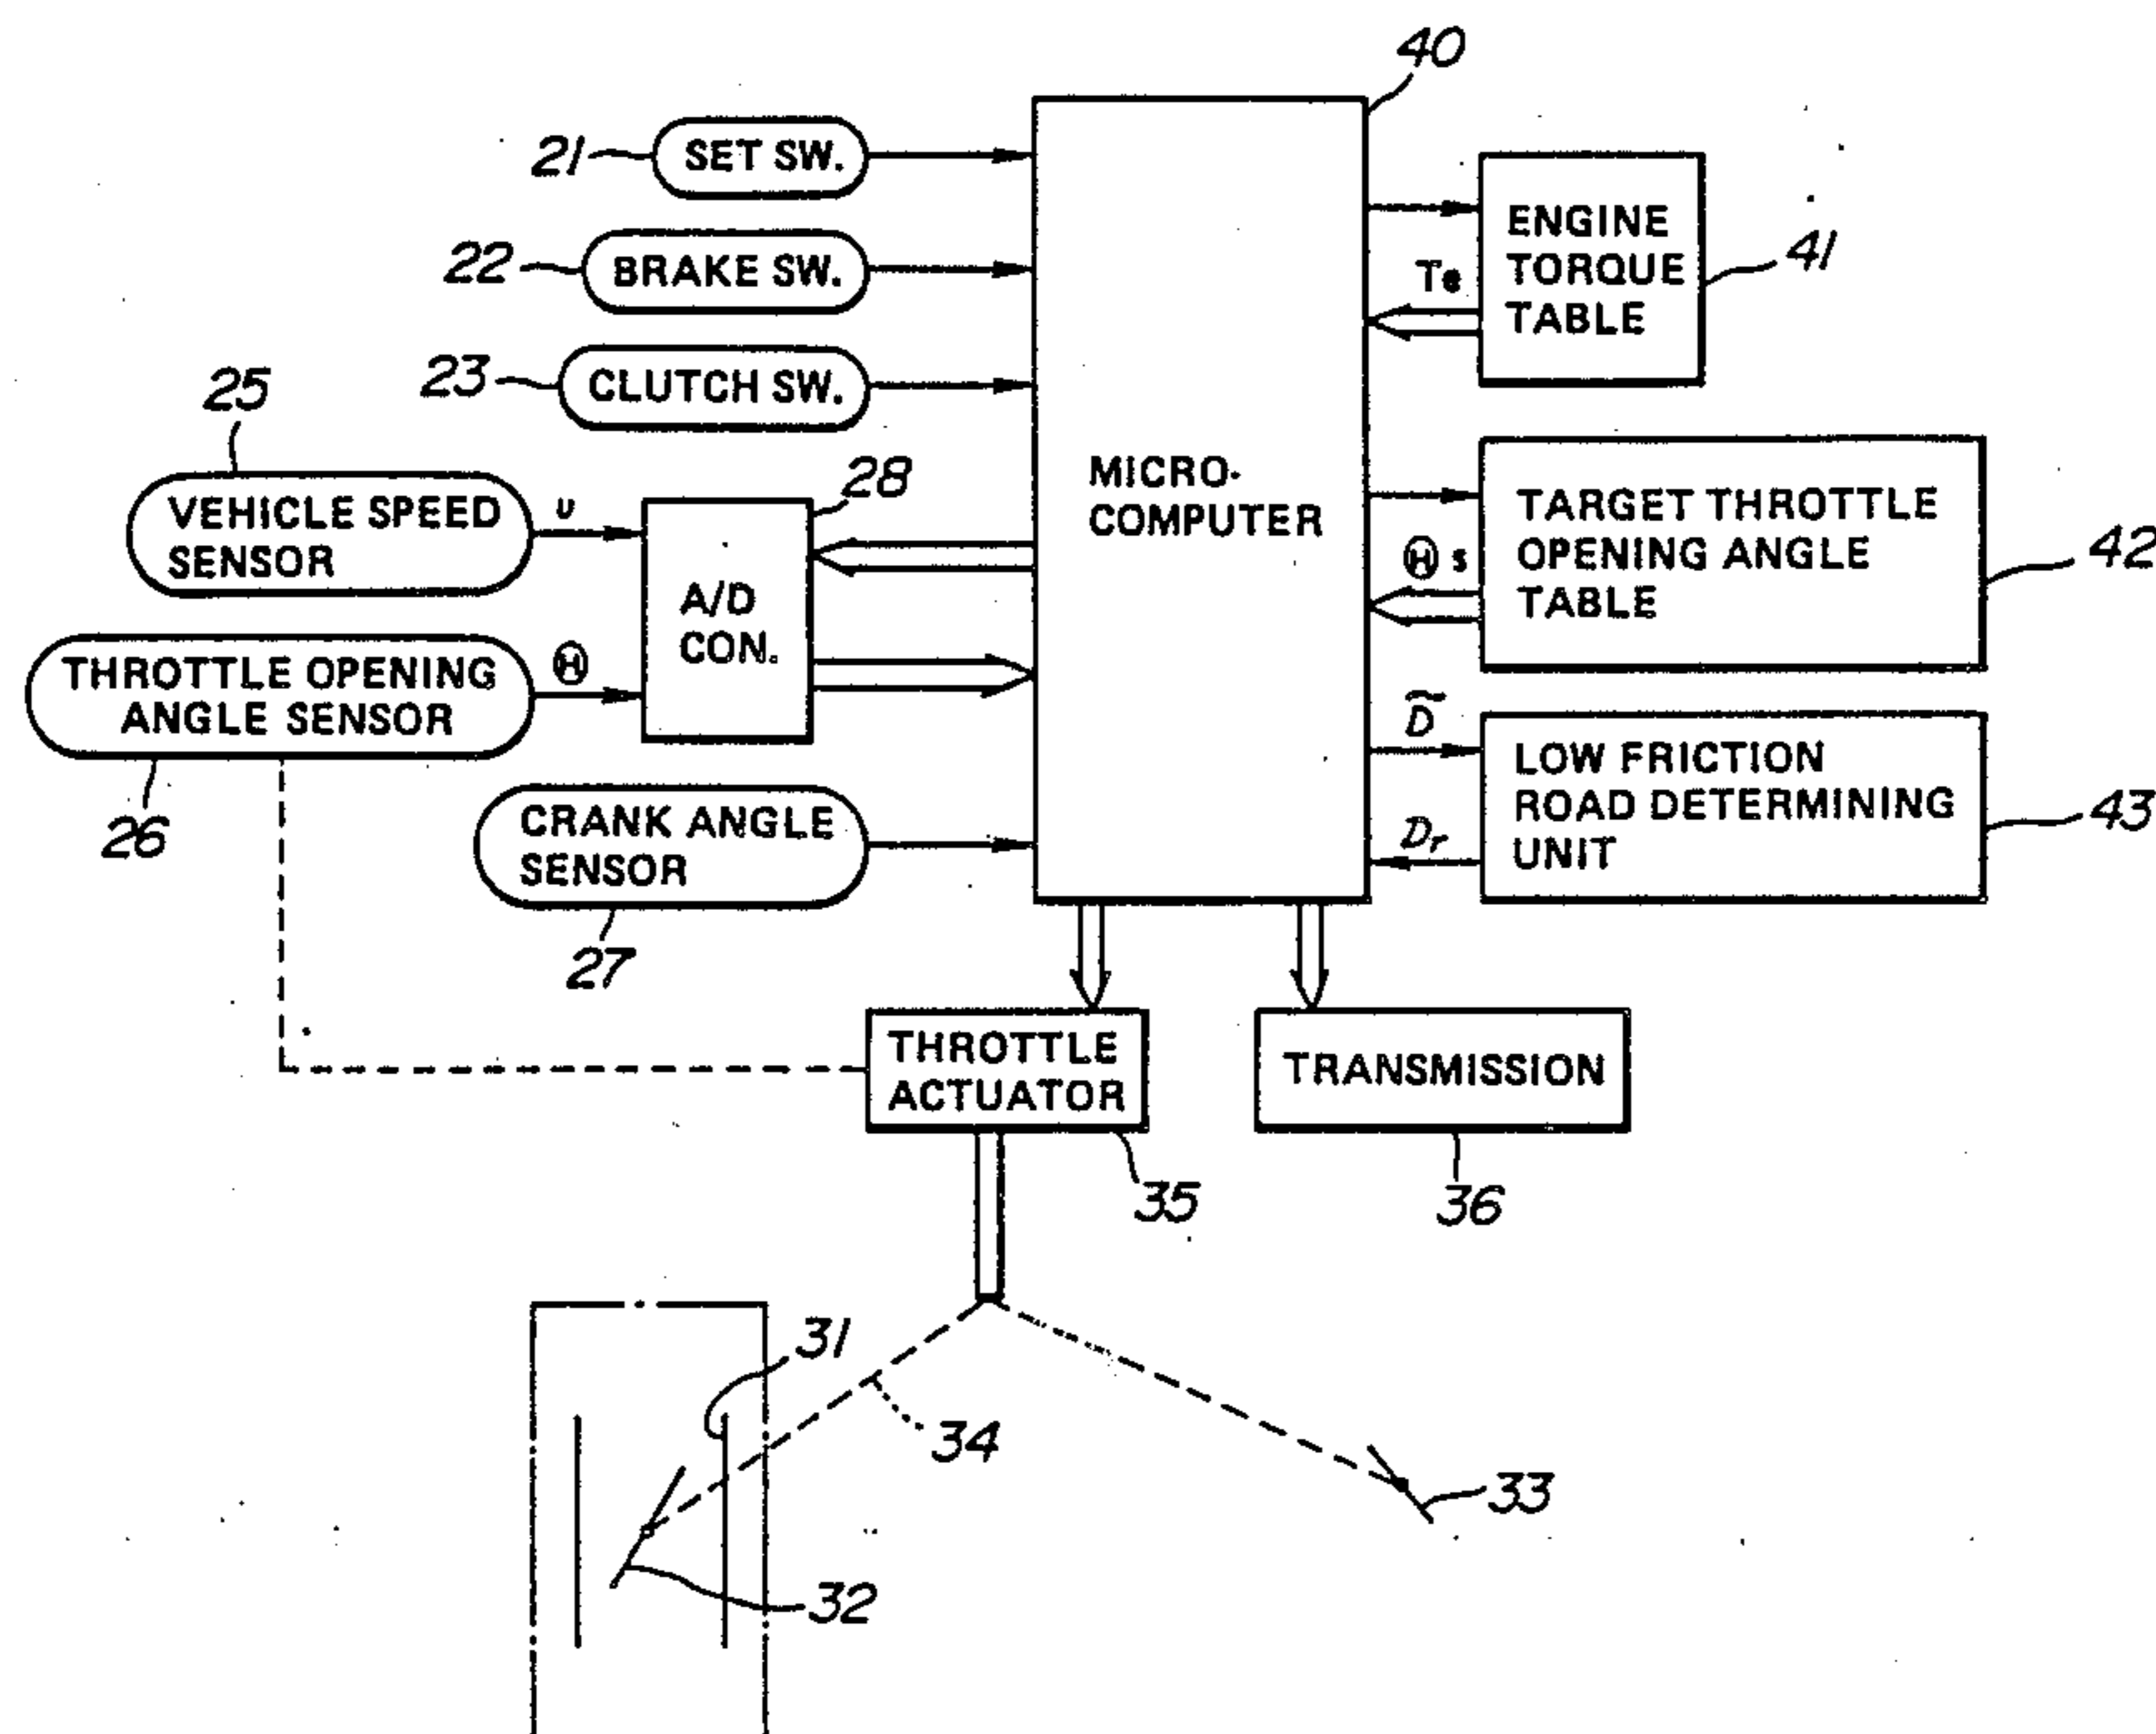 40
21
SET SW.
22
BRAKE SW.
23
CLUTCH SW.
25
VEHICLE SPEED
SENSOR
υ
28
A/D
CON.
THROTTLE OPENING
ANGLE SENSOR
Θ
26
CRANK ANGLE
SENSOR
27
MICRO-
COMPUTER
ENGINE
TORQUE
TABLE
Te
41
TARGET THROTTLE
OPENING ANGLE
TABLE
Θs
42
D̃
LOW FRICTION
ROAD DETERMINING
UNIT
Dr
43
THROTTLE
ACTUATOR
35
TRANSMISSION
36
31
34
33
32